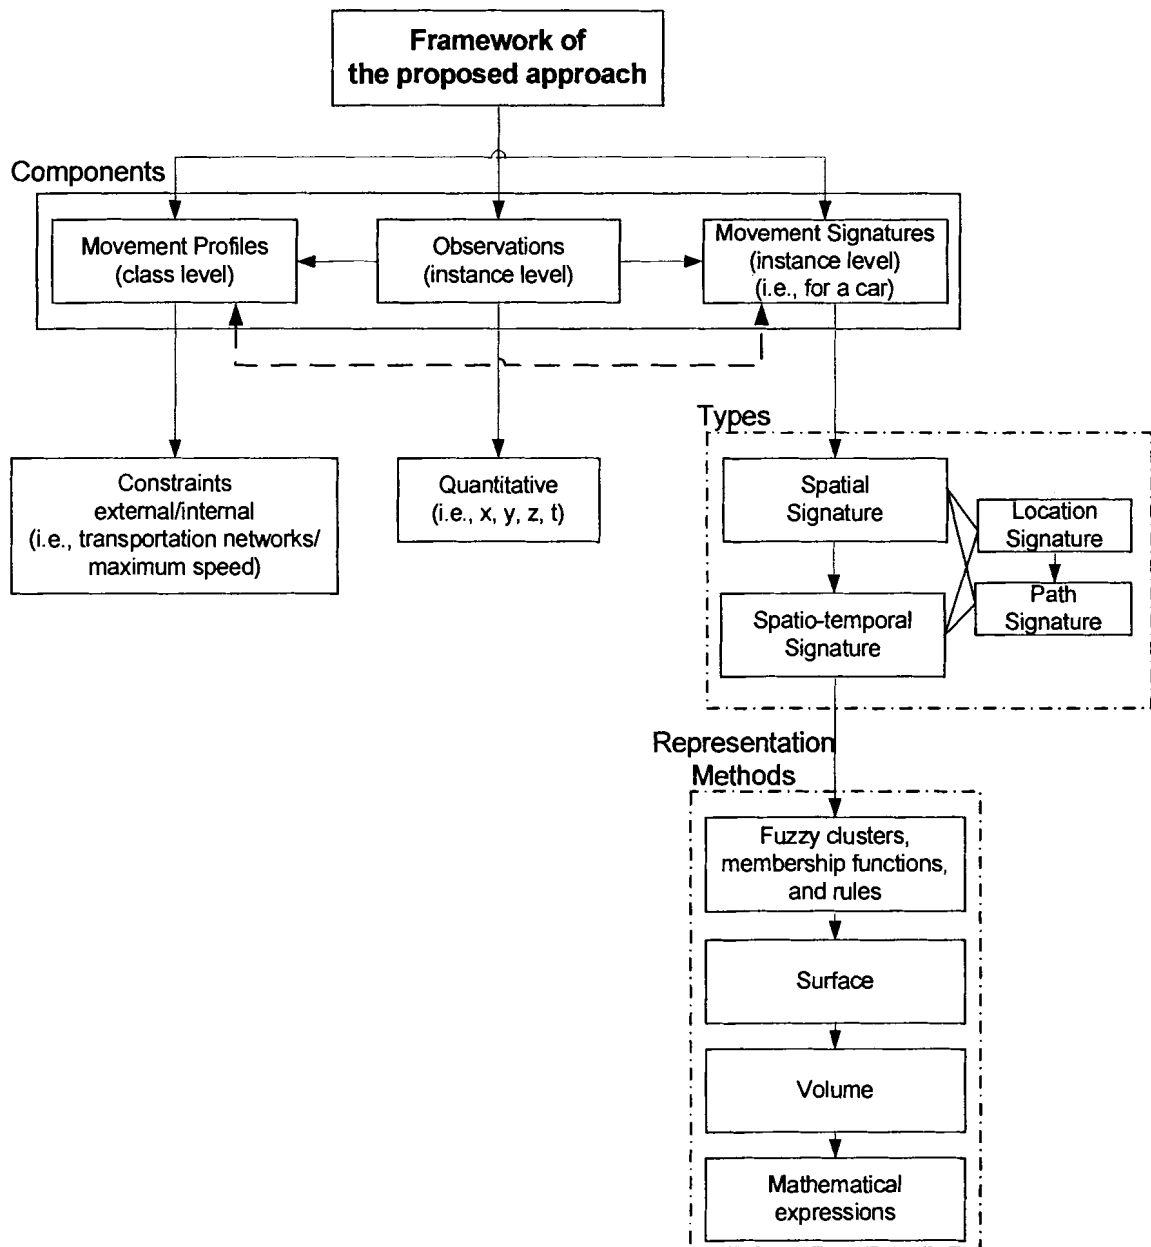 Framework of
the proposed approach
Components
Movement Profiles
(class level)
Observations
(instance level)
Movement Signatures
(instance level)
(i.e., for a car)
Types
Constraints
external/internal
(i.e., transportation networks/
maximum speed)
Quantitative
(i.e., x, y, z, t)
Spatial
Signature
Location
Signature
Path
Signature
Spatio-temporal
Signature
Representation
Methods
Fuzzy clusters,
membership functions,
and rules
Surface
Volume
Mathematical
expressions